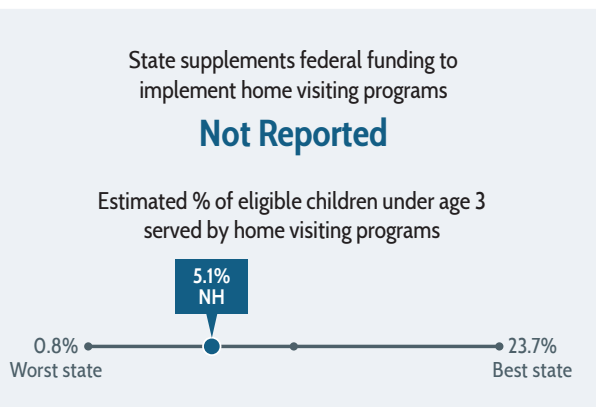 State supplements federal funding to
implement home visiting programs
Not Reported
Estimated % of eligible children under age 3
served by home visiting programs
5.1%
NH
0.8%
Worst state
23.7%
Best state